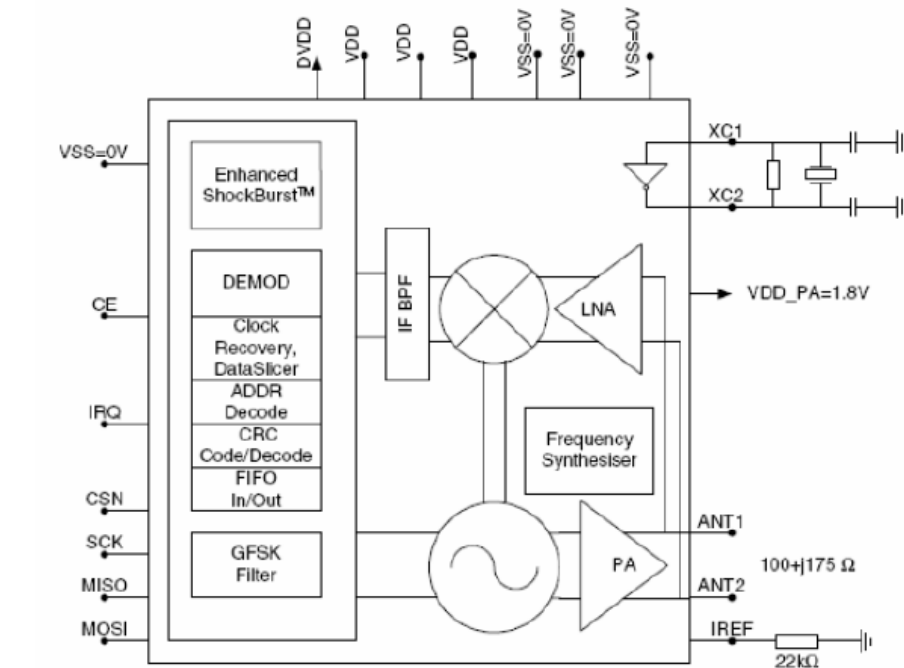 DVDD
VDD
VDD
VDD
VSS=0V
VSS=0V
VSS=0V
VSS=0V
CE
IRQ
CSN
SCK
MISO
MOSI
Enhanced
ShockBurst™
DEMOD
Clock
Recovery,
DataSlicer
ADDR
Decode
CRC
Code/Decode
FIFO
In/Out
GFSK
Filter
IF BPF
LNA
Frequency
Synthesiser
PA
XC1
XC2
VDD_PA=1.8V
ANT1
100+j175 Ω
ANT2
IREF
22kΩ